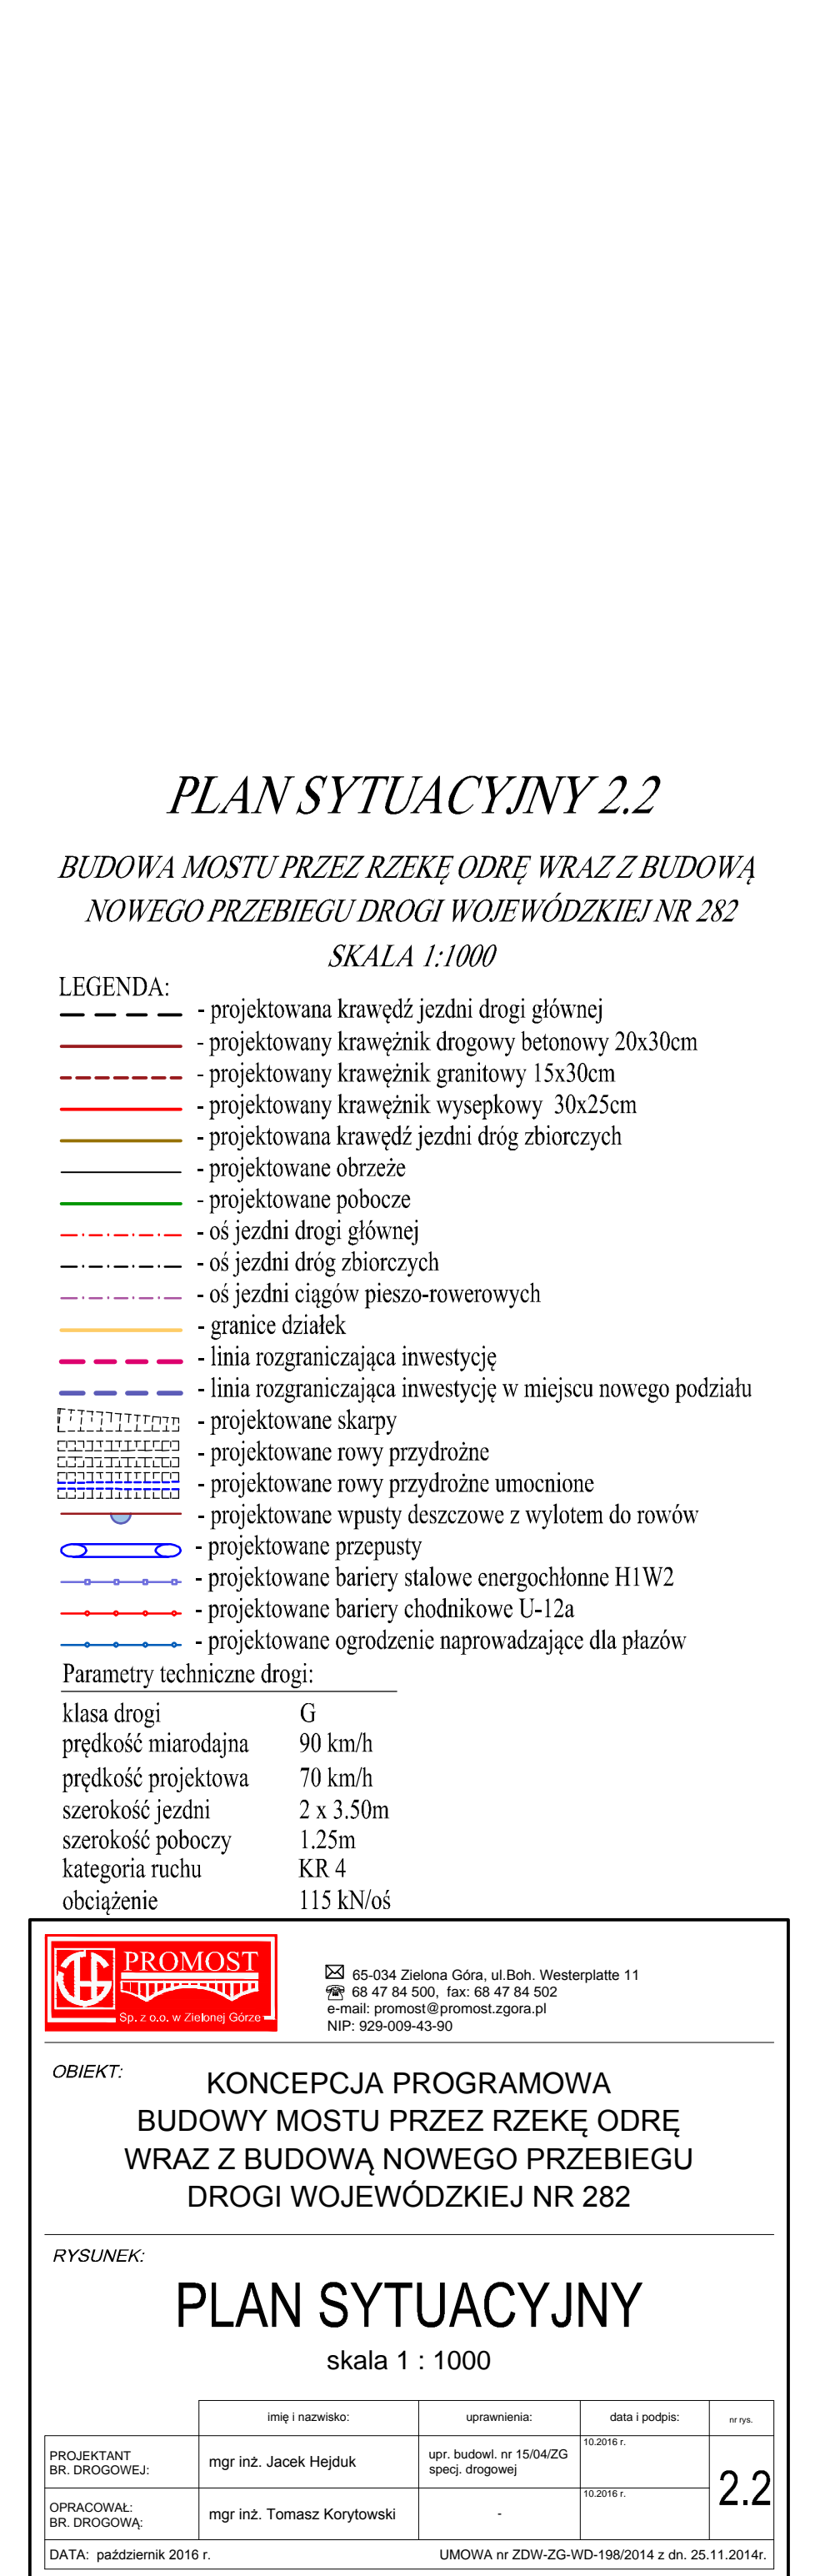 PLAN SYTUACYJNY 2.2
BUDOWA MOSTU PRZEZ RZEKĘ ODRĘ WRAZ Z BUDOWĄ
NOWEGO PRZEBIEGU DROGI WOJEWÓDZKIEJ NR 282
SKALA 1:1000
LEGENDA:
- projektowana krawędź jezdni drogi głównej
- projektowany krawężnik drogowy betonowy 20x30cm
- projektowany krawężnik granitowy 15x30cm
- projektowany krawężnik wysepkowy 30x25cm
- projektowana krawędź jezdni dróg zbiorczych
- projektowane obrzeże
- projektowane pobocze
- oś jezdni drogi głównej
- oś jezdni dróg zbiorczych
- oś jezdni ciągów pieszo-rowerowych
- granice działek
- linia rozgraniczająca inwestycję
- linia rozgraniczająca inwestycję w miejscu nowego podziału
- projektowane skarpy
- projektowane rowy przydrożne
- projektowane rowy przydrożne umocnione
- projektowane wpusty deszczowe z wylotem do rowów
- projektowane przepusty
- projektowane bariery stalowe energochłonne H1W2
- projektowane bariery chodnikowe U-12a
- projektowane ogrodzenie naprowadzające dla płazów
Parametry techniczne drogi:
klasa drogi G
prędkość miarodajna 90 km/h
prędkość projektowa 70 km/h
szerokość jezdni 2 x 3.50m
szerokość poboczy 1.25m
kategoria ruchu KR 4
obciążenie 115 kN/oś
PROMOST
Sp. z o.o. w Zielonej Górze
65-034 Zielona Góra, ul.Boh. Westerplatte 11
68 47 84 500, fax: 68 47 84 502
e-mail: promost@promost.zgora.pl
NIP: 929-009-43-90
OBIEKT:
KONCEPCJA PROGRAMOWA
BUDOWY MOSTU PRZEZ RZEKĘ ODRĘ
WRAZ Z BUDOWĄ NOWEGO PRZEBIEGU
DROGI WOJEWÓDZKIEJ NR 282
RYSUNEK:
PLAN SYTUACYJNY
skala 1 : 1000
imię i nazwisko: uprawnienia: data i podpis: nr rys.
PROJEKTANT
BR. DROGOWEJ:
mgr inż. Jacek Hejduk
upr. budowl. nr 15/04/ZG
specj. drogowej
10.2016 r.
2.2
OPRACOWAŁ:
BR. DROGOWĄ:
mgr inż. Tomasz Korytowski
-
10.2016 r.
DATA: październik 2016 r. UMOWA nr ZDW-ZG-WD-198/2014 z dn. 25.11.2014r.